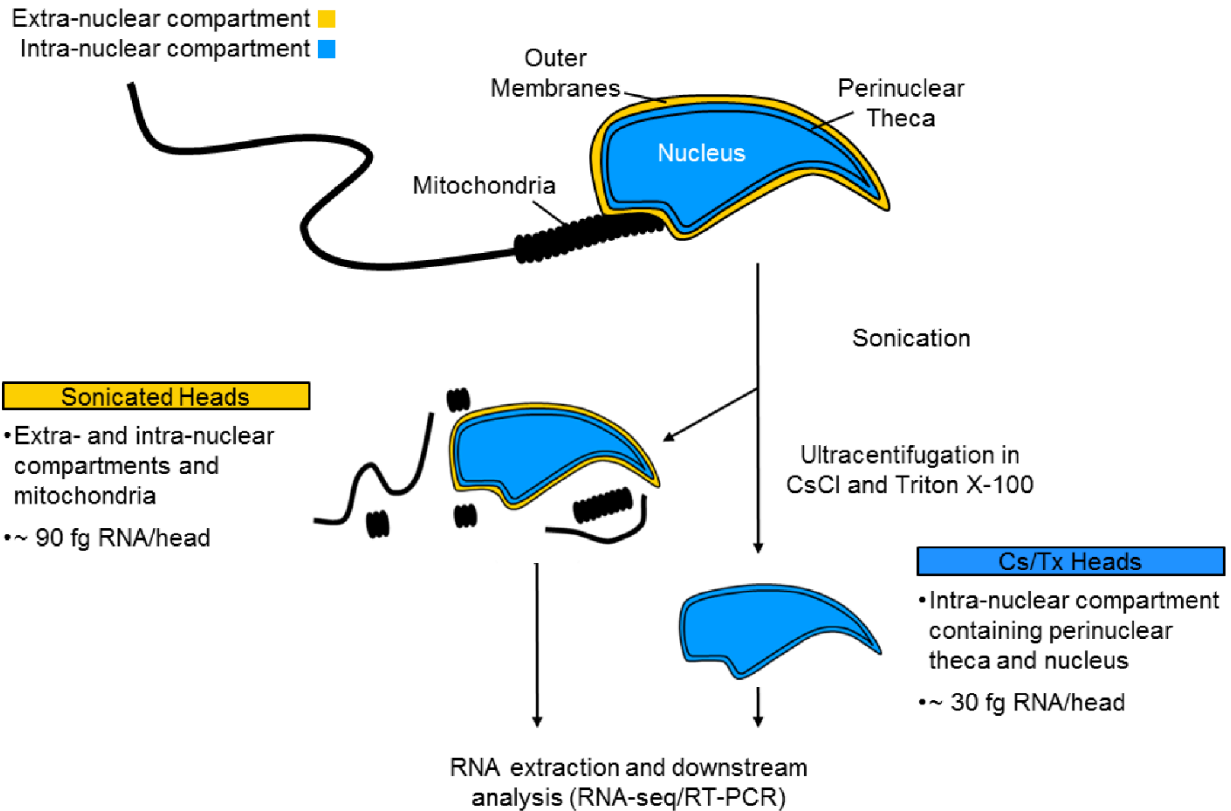 Extra-nuclear compartment
Intra-nuclear compartment
Outer
Membranes
Perinuclear
Theca
Nucleus
Mitochondria
Sonication
Sonicated Heads
•Extra- and intra-nuclear
compartments and
mitochondria
•~ 90 fg RNA/head
Ultracentifugation in
CsCl and Triton X-100
Cs/Tx Heads
•Intra-nuclear compartment
containing perinuclear
theca and nucleus
•~ 30 fg RNA/head
RNA extraction and downstream
analysis (RNA-seq/RT-PCR)